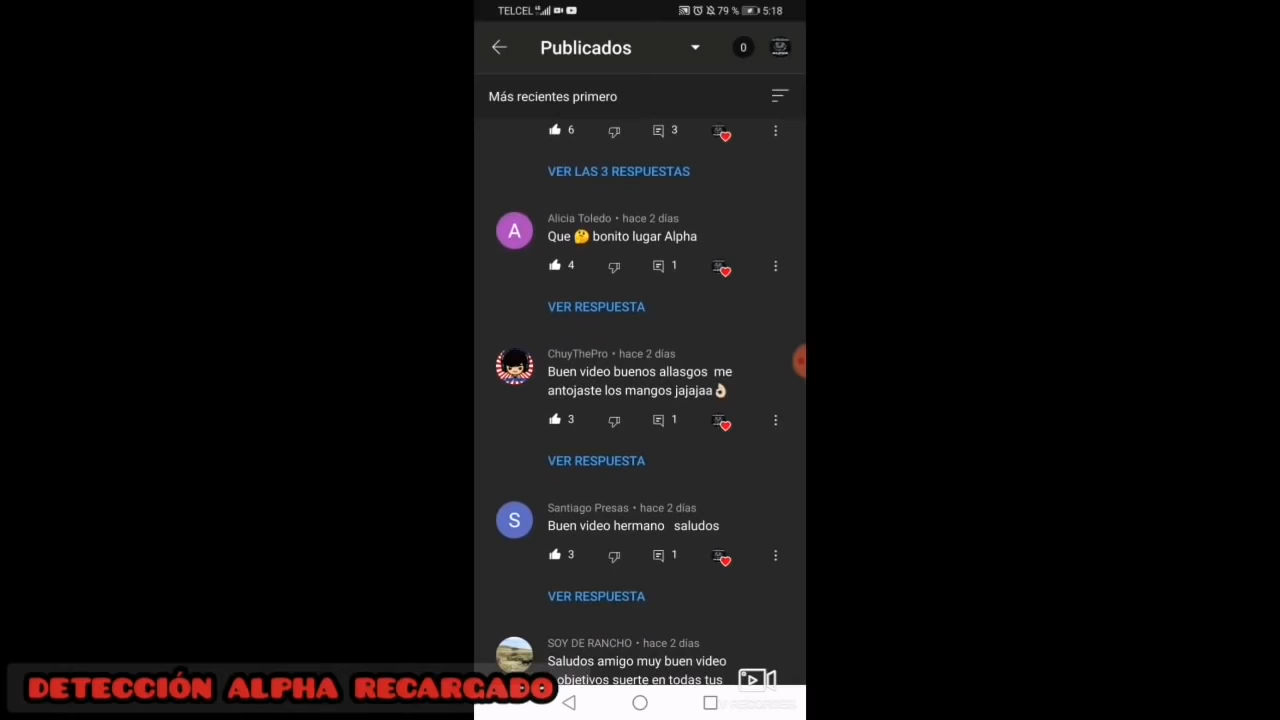 TELCEL 79 % 5:18
Publicados 0
Más recientes primero
6 3
VER LAS 3 RESPUESTAS
Alicia Toledo • hace 2 días
A
Que 🤔 bonito lugar Alpha
4 1
VER RESPUESTA
ChuyThePro • hace 2 días
Buen video buenos allasgos me
antojaste los mangos jajajaa👌🏻
3 1
VER RESPUESTA
Santiago Presas • hace 2 días
S
Buen video hermano saludos
3 1
VER RESPUESTA
SOY DE RANCHO • hace 2 días
Saludos amigo muy buen video
objetivos suerte en todas tus
DETECCIÓN ALPHA RECARGADO
RECORDER